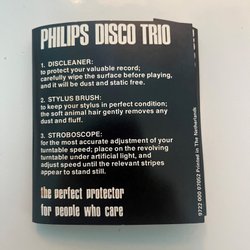 PHILIPS DISCO TRIO
1. DISCLEANER:
to protect your valuable record;
carefully wipe the surface before playing,
and it will be dust and static free.
2. STYLUS BRUSH:
to keep your stylus in perfect condition;
the soft animal hair gently removes any
dust and fluff.
3. STROBOSCOPE:
for the most accurate adjustment of your
turntable speed; place on the revolving
turntable under artificial light, and
adjust speed until the relevant stripes
appear to stand still.
the perfect protector
for people who care
9722 000 97002 Printed in The Netherlands